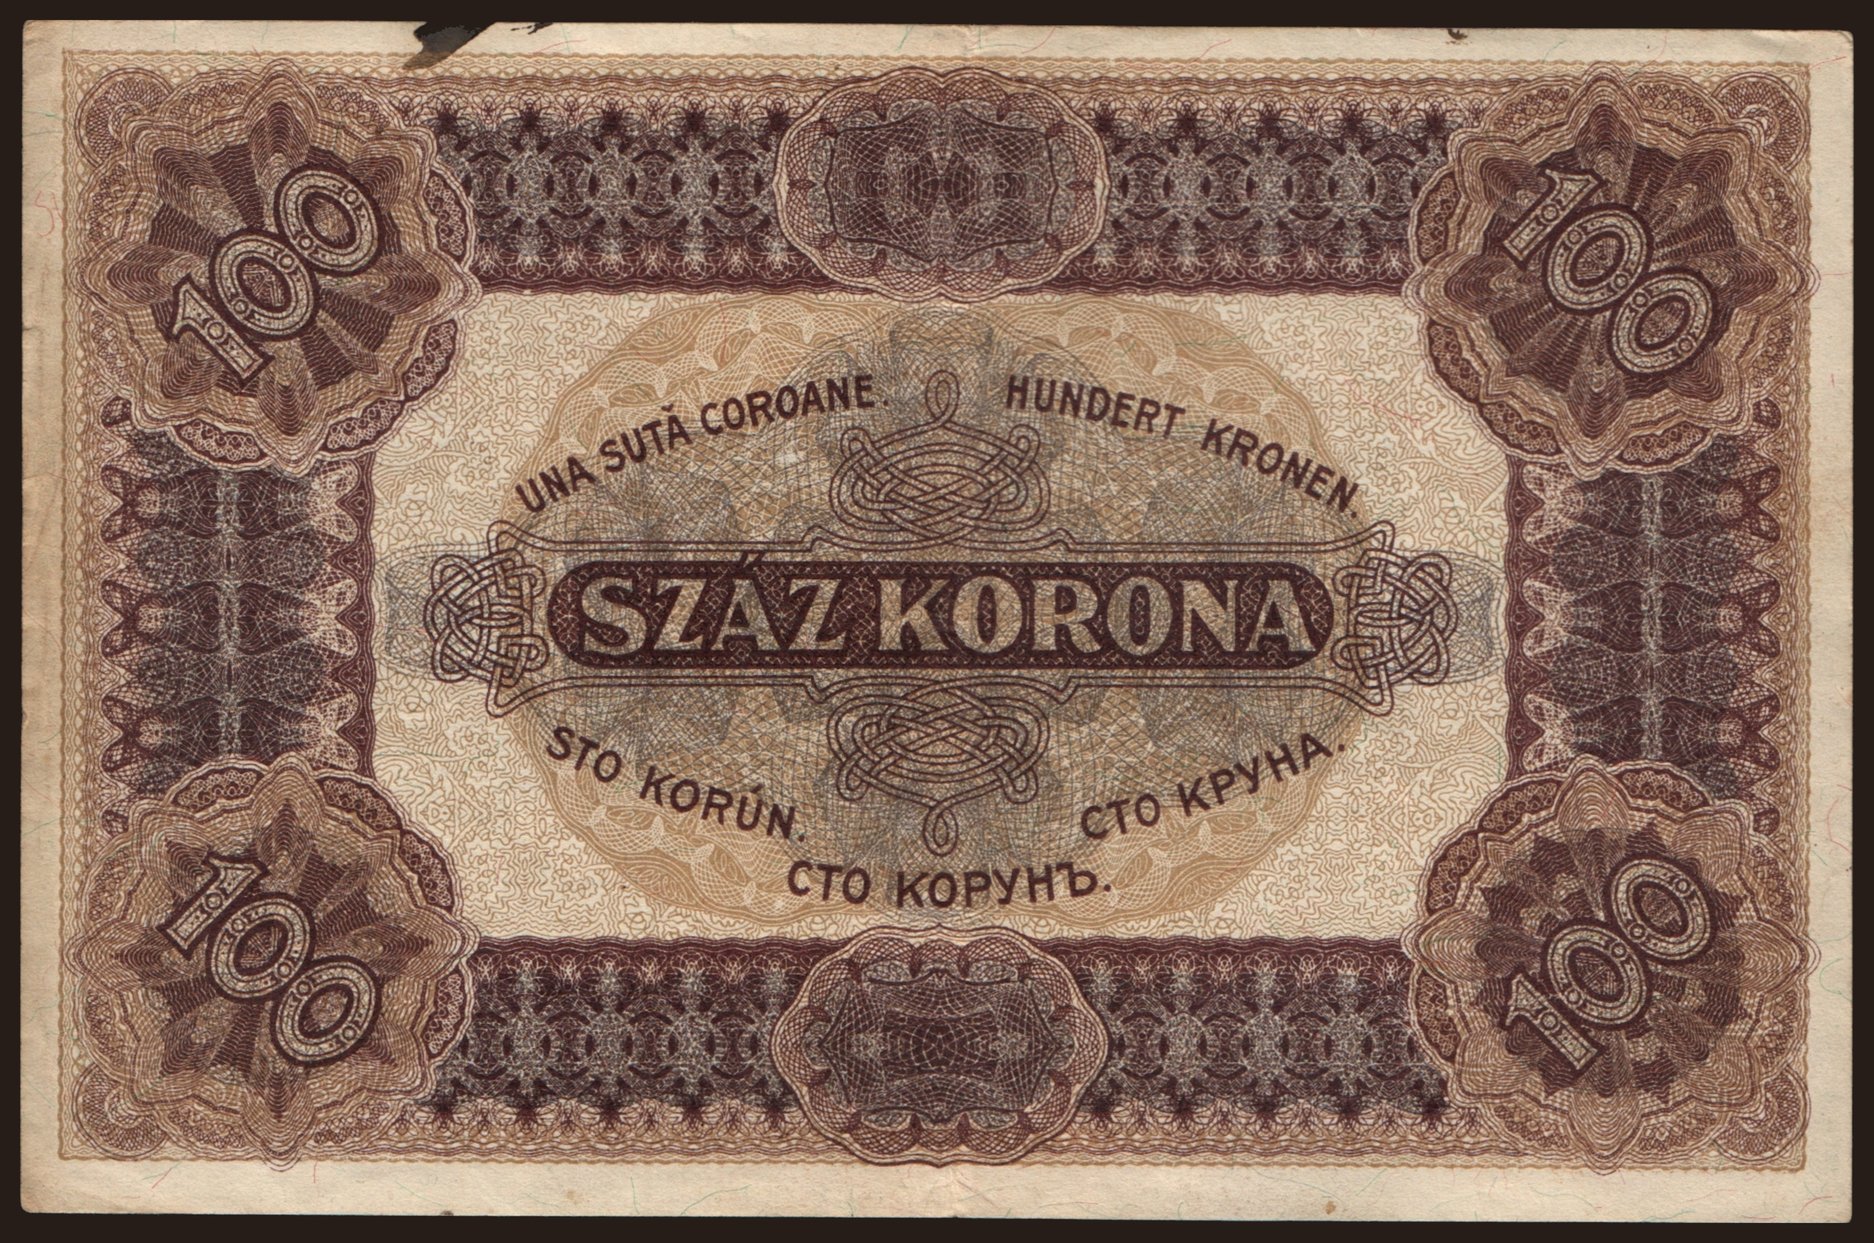 100
100
UNA SUTĂ COROANE.
HUNDERT KRONEN.
SZÁZ KORONA
STO KORÚN.
СТО КРУНА.
СТО КОРУНЪ.
100
100